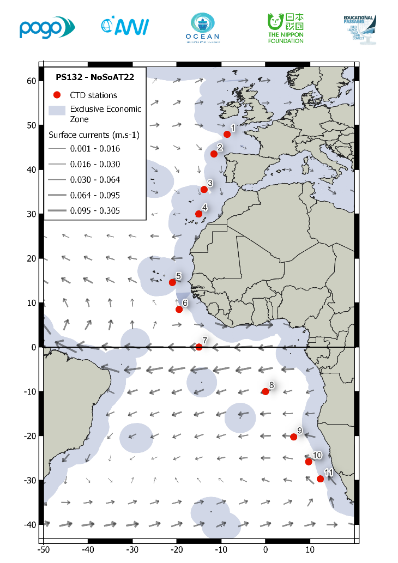 pogo
AWI
OCEAN
日本
財団
THE NIPPON
FOUNDATION
EDUCATIONAL
PS132 - NoSoAT22
CTD stations
Exclusive Economic
Zone
Surface currents (m.s-1)
0.001 - 0.016
0.016 - 0.030
0.030 - 0.064
0.064 - 0.095
0.095 - 0.305
60
50
40
30
20
10
0
-10
-20
-30
-40
1
2
3
4
5
6
7
8
9
10
11
-50
-40
-30
-20
-10
0
10